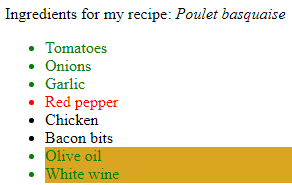 Ingredients for my recipe: Poulet basquaise
Tomatoes
Onions
Garlic
Red pepper
Chicken
Bacon bits
Olive oil
White wine